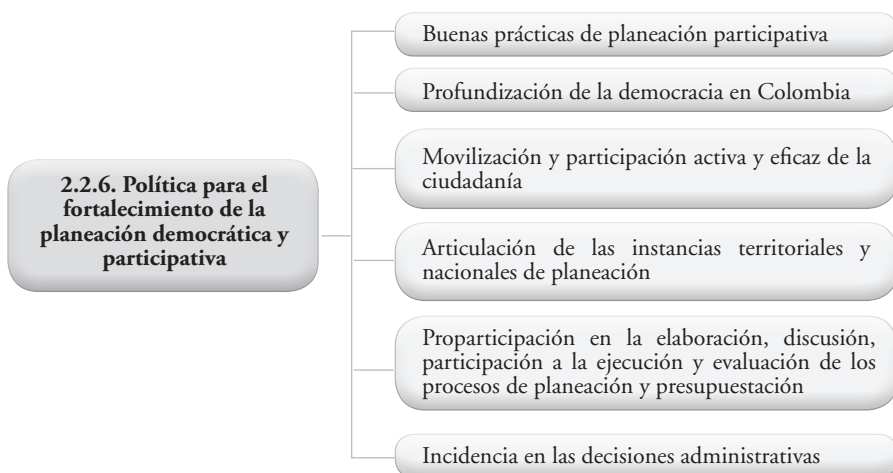 Buenas prácticas de planeación participativa
Profundización de la democracia en Colombia
Movilización y participación activa y eficaz de la
ciudadanía
2.2.6. Política para el
fortalecimiento de la
planeación democrática y
participativa
Articulación de las instancias territoriales y
nacionales de planeación
Proparticipación en la elaboración, discusión,
participación a la ejecución y evaluación de los
procesos de planeación y presupuestación
Incidencia en las decisiones administrativas